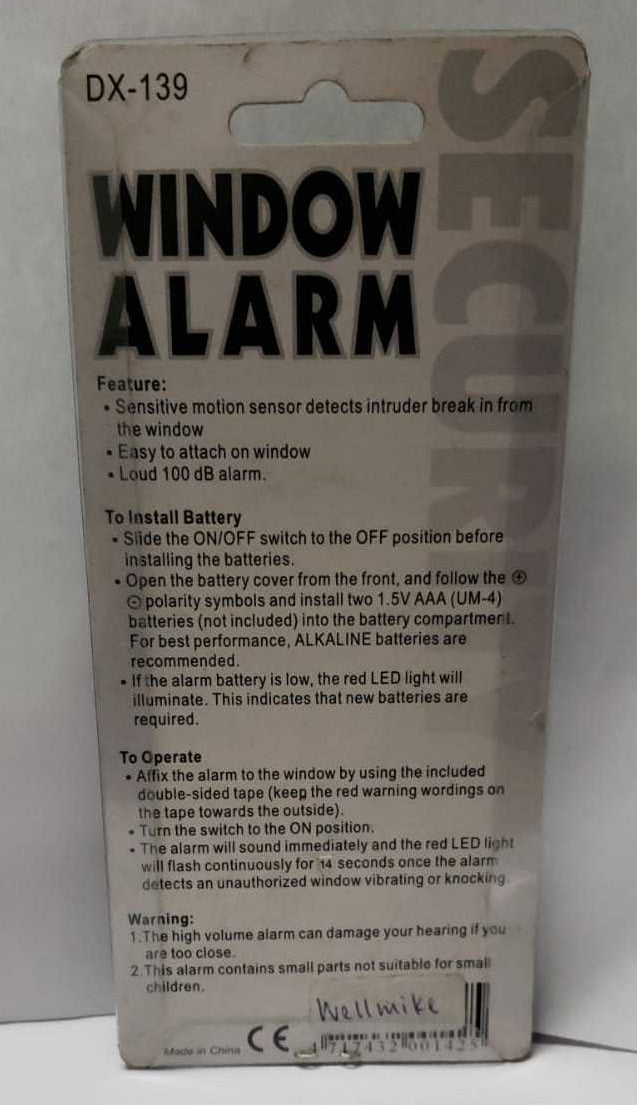 DX-139
SECURITY
WINDOW
ALARM
Feature:
• Sensitive motion sensor detects intruder break in from
the window
• Easy to attach on window
• Loud 100 dB alarm.
To Install Battery
• Slide the ON/OFF switch to the OFF position before
installing the batteries.
• Open the battery cover from the front, and follow the ⊕
⊖ polarity symbols and install two 1.5V AAA (UM-4)
batteries (not included) into the battery compartment.
For best performance, ALKALINE batteries are
recommended.
• If the alarm battery is low, the red LED light will
illuminate. This indicates that new batteries are
required.
To Operate
• Affix the alarm to the window by using the included
double-sided tape (keep the red warning wordings on
the tape towards the outside).
• Turn the switch to the ON position.
• The alarm will sound immediately and the red LED light
will flash continuously for 14 seconds once the alarm
detects an unauthorized window vibrating or knocking.
Warning:
1.The high volume alarm can damage your hearing if you
are too close.
2.This alarm contains small parts not suitable for small
children.
Wellmike
Made in China
CE
4 717432 001425